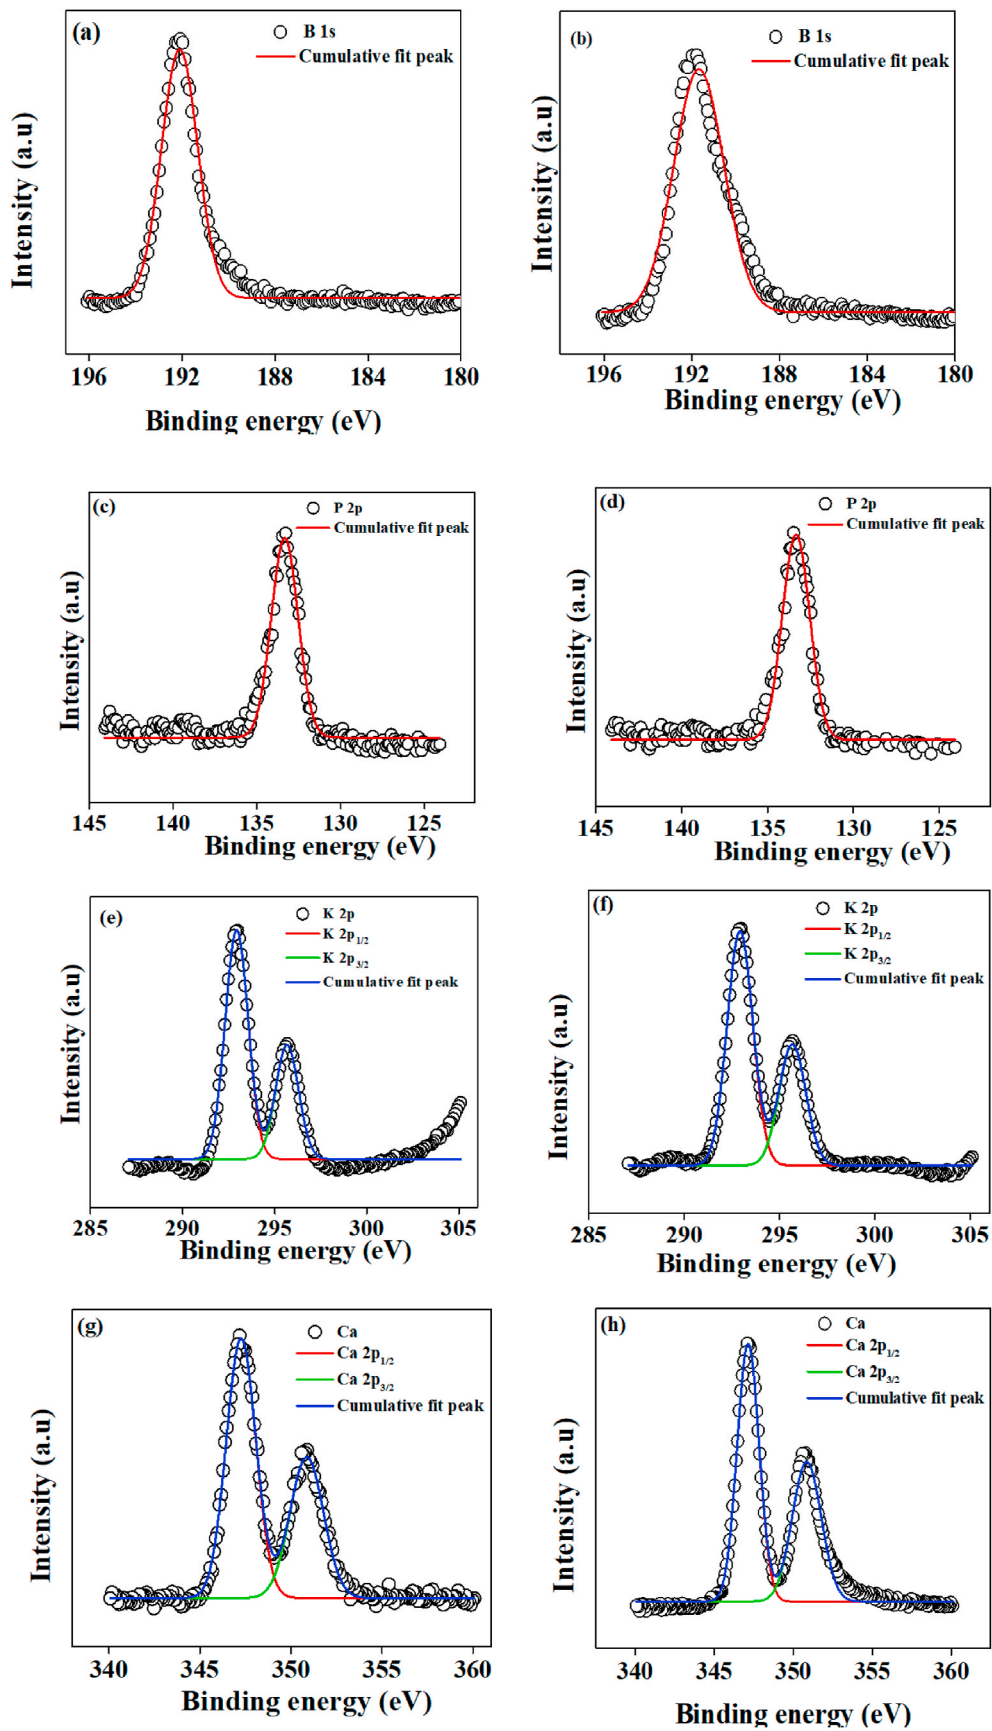 (a)
B 1s
Cumulative fit peak
Intensity (a.u)
196 192 188 184 180
Binding energy (eV)
(b)
B 1s
Cumulative fit peak
Intensity (a.u)
196 192 188 184 180
Binding energy (eV)
(c)
P 2p
Cumulative fit peak
Intensity (a.u)
145 140 135 130 125
Binding energy (eV)
(d)
P 2p
Cumulative fit peak
Intensity (a.u)
145 140 135 130 125
Binding energy (eV)
(e)
K 2p
K 2p1/2
K 2p3/2
Cumulative fit peak
Intensity (a.u)
285 290 295 300 305
Binding energy (eV)
(f)
K 2p
K 2p1/2
K 2p3/2
Cumulative fit peak
Intensity (a.u)
285 290 295 300 305
Binding energy (eV)
(g)
Ca
Ca 2p1/2
Ca 2p3/2
Cumulative fit peak
Intensity (a.u)
340 345 350 355 360
Binding energy (eV)
(h)
Ca
Ca 2p1/2
Ca 2p3/2
Cumulative fit peak
Intensity (a.u)
340 345 350 355 360
Binding energy (eV)